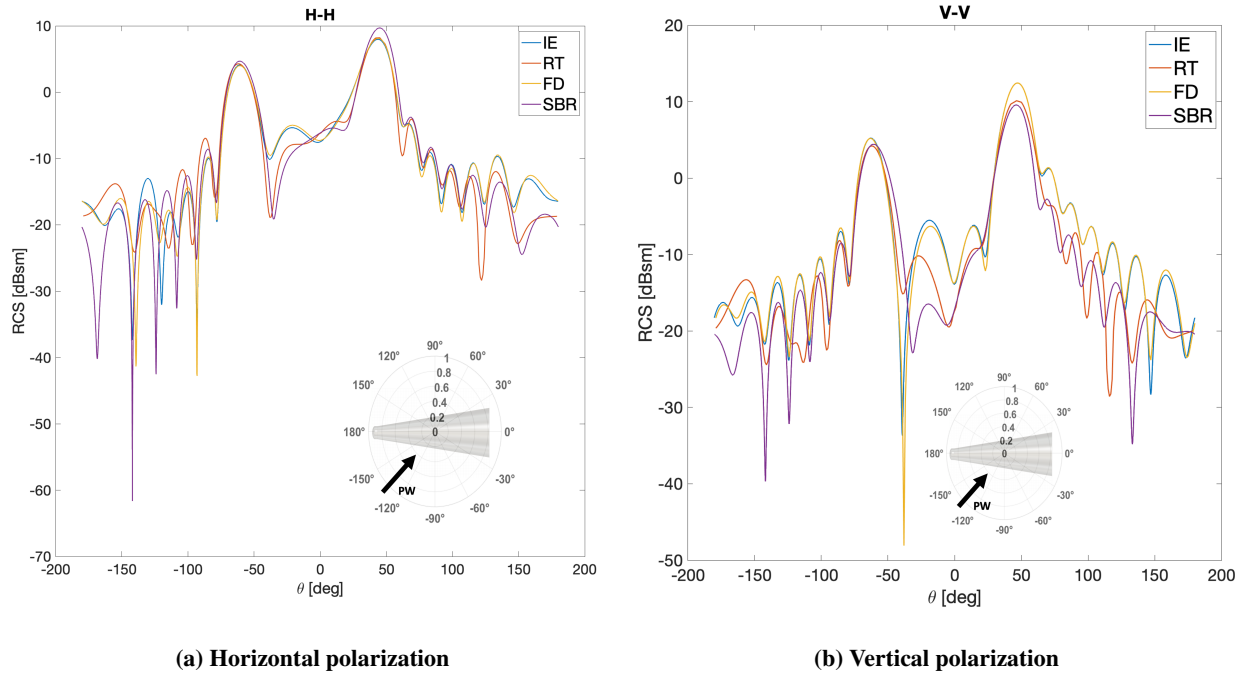 H-H
10
0
-10
-20
-30
-40
-50
-60
-70
RCS [dBsm]
-200 -150 -100 -50 0 50 100 150 200
θ [deg]
IE
RT
FD
SBR
90°
120° 60°
1
0.8
150° 0.6 30°
0.4
0.2
180° 0 0°
-150° -30°
PW
-120° -60°
-90°
(a) Horizontal polarization
V-V
20
10
0
-10
-20
-30
-40
-50
RCS [dBsm]
-200 -150 -100 -50 0 50 100 150 200
θ [deg]
IE
RT
FD
SBR
90°
120° 60°
1
0.8
150° 0.6 30°
0.4
0.2
180° 0 0°
-150° -30°
PW
-120° -60°
-90°
(b) Vertical polarization